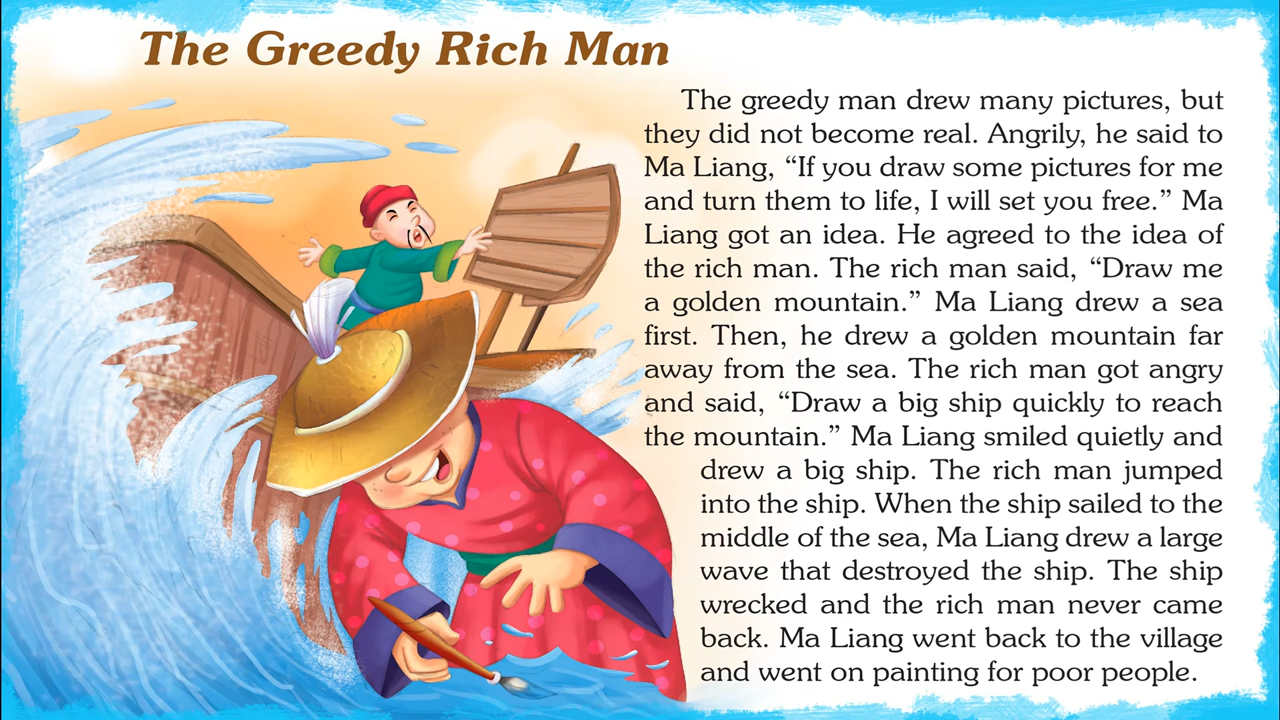 The Greedy Rich Man
The greedy man drew many pictures, but
they did not become real. Angrily, he said to
Ma Liang, “If you draw some pictures for me
and turn them to life, I will set you free.” Ma
Liang got an idea. He agreed to the idea of
the rich man. The rich man said, “Draw me
a golden mountain.” Ma Liang drew a sea
first. Then, he drew a golden mountain far
away from the sea. The rich man got angry
and said, “Draw a big ship quickly to reach
the mountain.” Ma Liang smiled quietly and
drew a big ship. The rich man jumped
into the ship. When the ship sailed to the
middle of the sea, Ma Liang drew a large
wave that destroyed the ship. The ship
wrecked and the rich man never came
back. Ma Liang went back to the village
and went on painting for poor people.